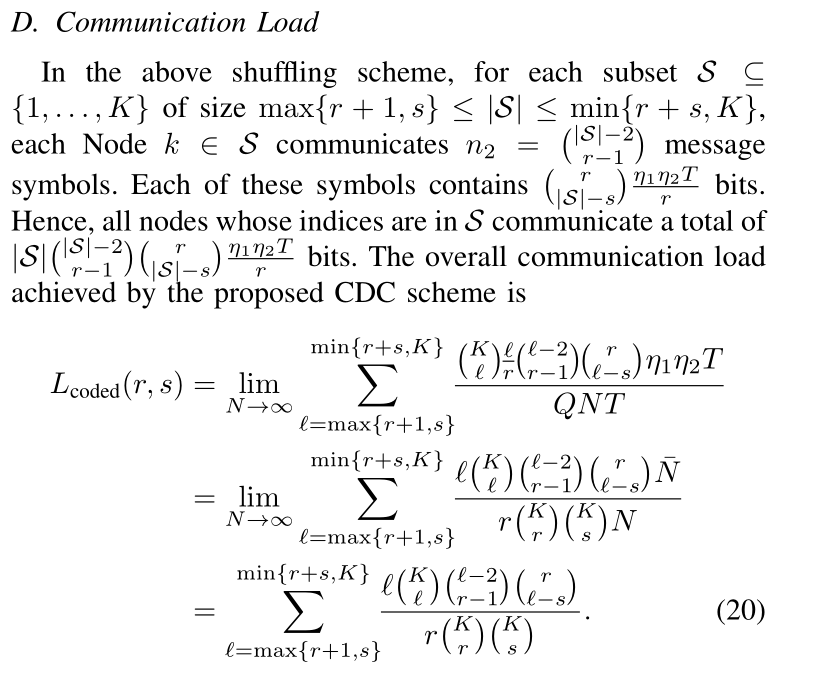 D. Communication Load
In the above shuffling scheme, for each subset $\mathcal{S} \subseteq$
$\{1, \ldots, K\}$ of size $\max\{r+1, s\} \leq |\mathcal{S}| \leq \min\{r+s, K\}$,
each Node $k \in \mathcal{S}$ communicates $n_2 = \binom{|\mathcal{S}|-2}{r-1}$ message
symbols. Each of these symbols contains $\binom{r}{|\mathcal{S}|-s} \frac{\eta_1 \eta_2 T}{r}$ bits.
Hence, all nodes whose indices are in $\mathcal{S}$ communicate a total of
$|\mathcal{S}| \binom{|\mathcal{S}|-2}{r-1} \binom{r}{|\mathcal{S}|-s} \frac{\eta_1 \eta_2 T}{r}$ bits. The overall communication load
achieved by the proposed CDC scheme is
$L_{\text{coded}}(r, s) = \lim_{N \to \infty} \sum_{\ell=\max\{r+1,s\}}^{\min\{r+s,K\}} \frac{\binom{K}{\ell} \frac{\ell}{r} \binom{\ell-2}{r-1} \binom{r}{\ell-s} \eta_1 \eta_2 T}{QNT}$
$= \lim_{N \to \infty} \sum_{\ell=\max\{r+1,s\}}^{\min\{r+s,K\}} \frac{\ell \binom{K}{\ell} \binom{\ell-2}{r-1} \binom{r}{\ell-s} \bar{N}}{r \binom{K}{r} \binom{K}{s} N}$
$= \sum_{\ell=\max\{r+1,s\}}^{\min\{r+s,K\}} \frac{\ell \binom{K}{\ell} \binom{\ell-2}{r-1} \binom{r}{\ell-s}}{r \binom{K}{r} \binom{K}{s}}.$ (20)